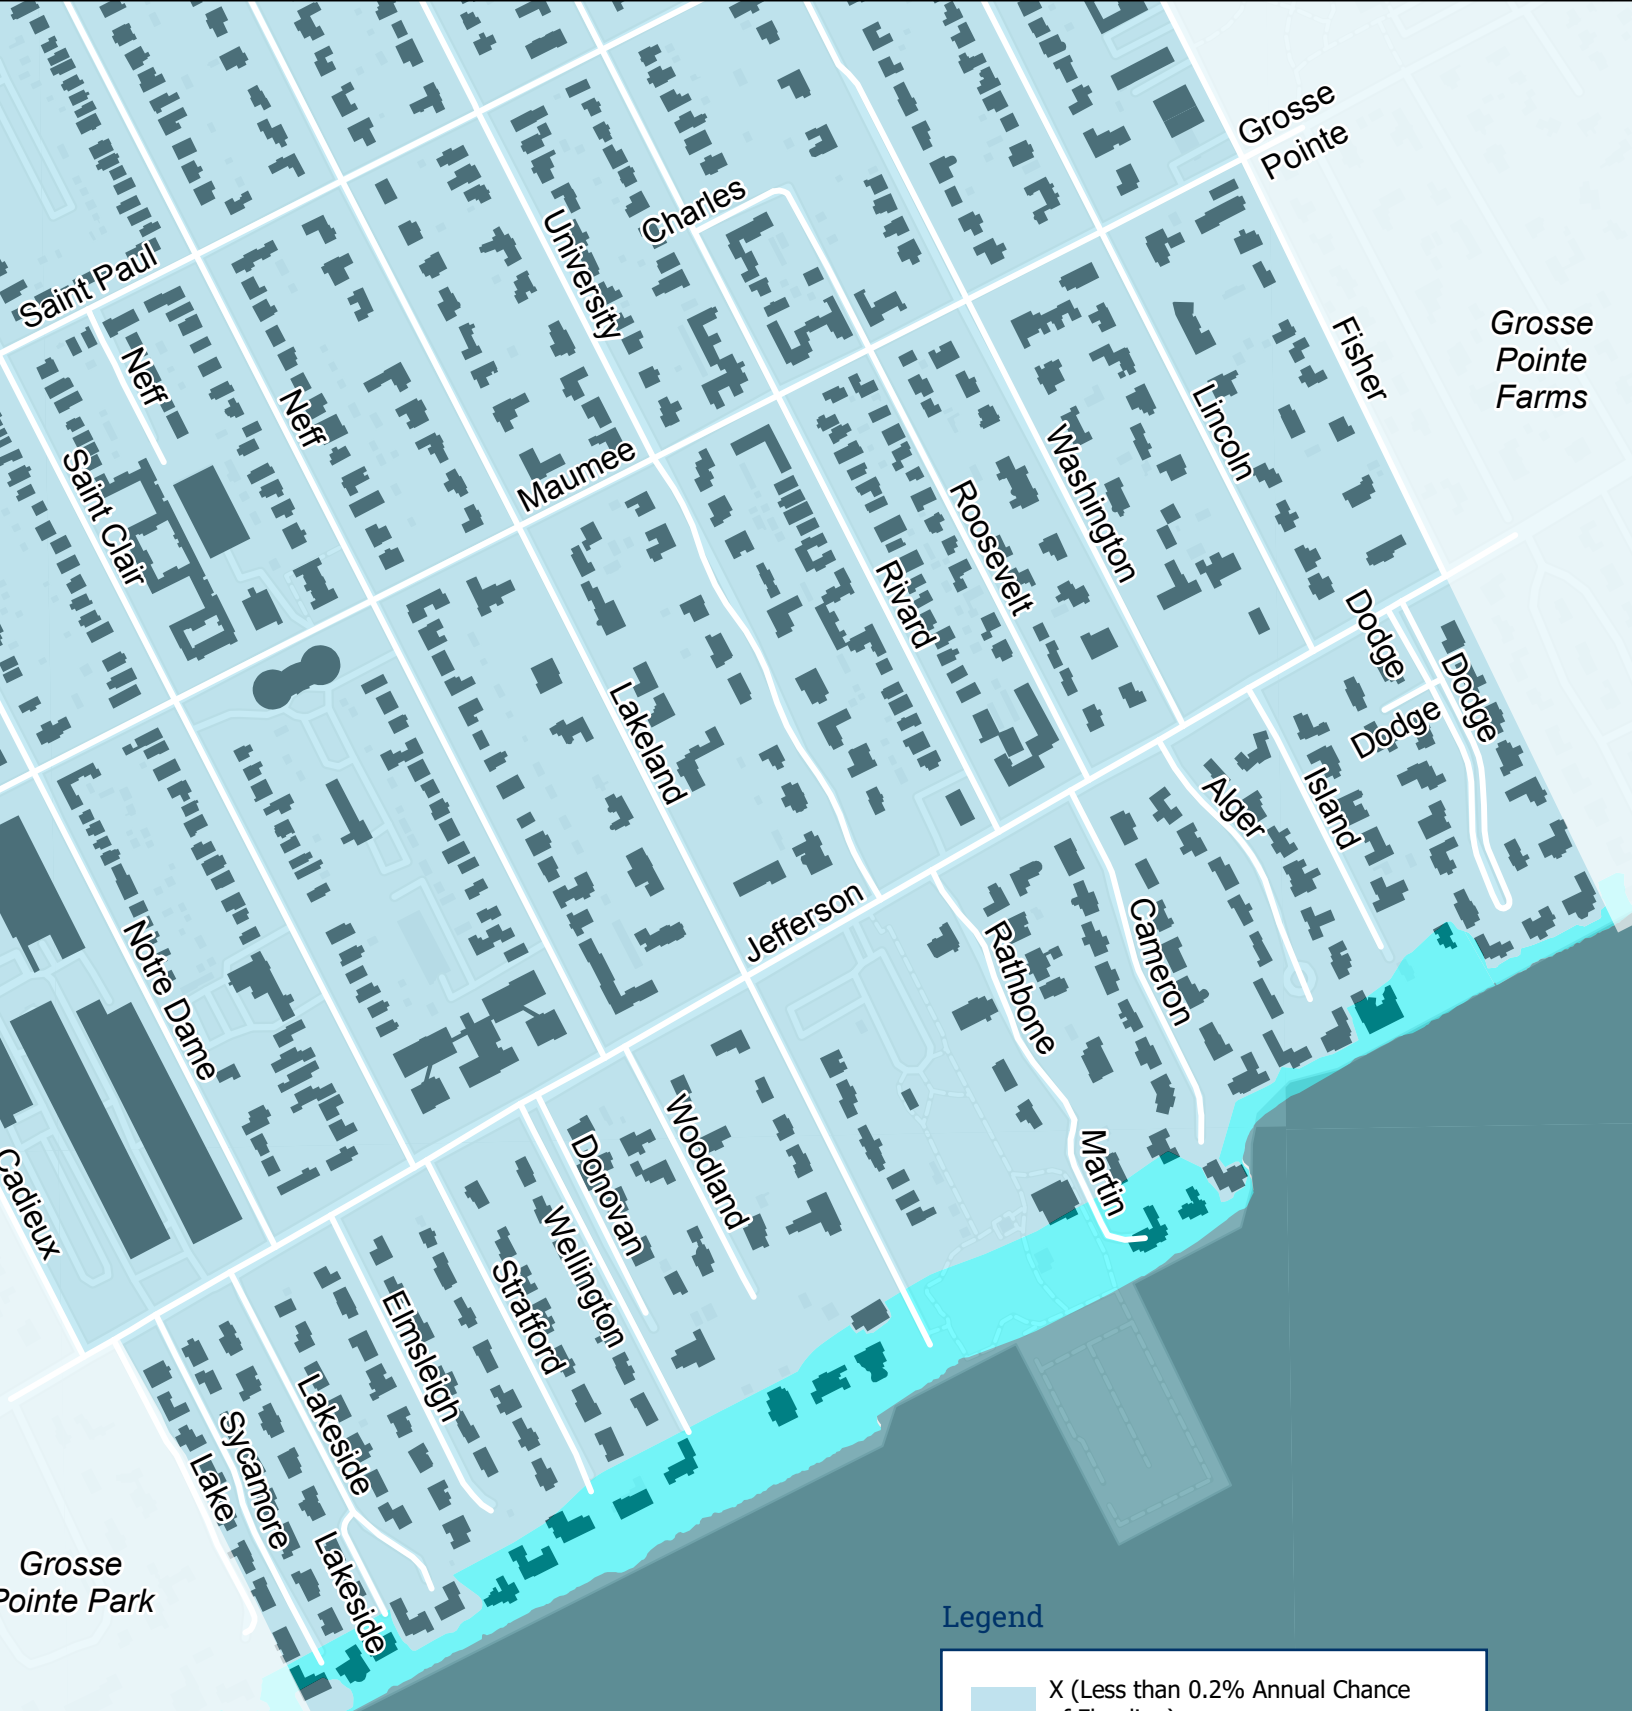 Grosse
Pointe
Charles
University
Saint Paul
Grosse
Pointe
Farms
Fisher
Neff
Neff
Lincoln
Maumee
Washington
Saint Clair
Roosevelt
Rivard
Dodge
Dodge
Dodge
Lakeland
Island
Alger
Jefferson
Cameron
Notre Dame
Rathbone
Woodland
Martin
Donovan
Cadieux
Wellington
Stratford
Elmsleigh
Lakeside
Sycamore
Lake
Lakeside
Grosse
Pointe Park
Legend
X (Less than 0.2% Annual Chance